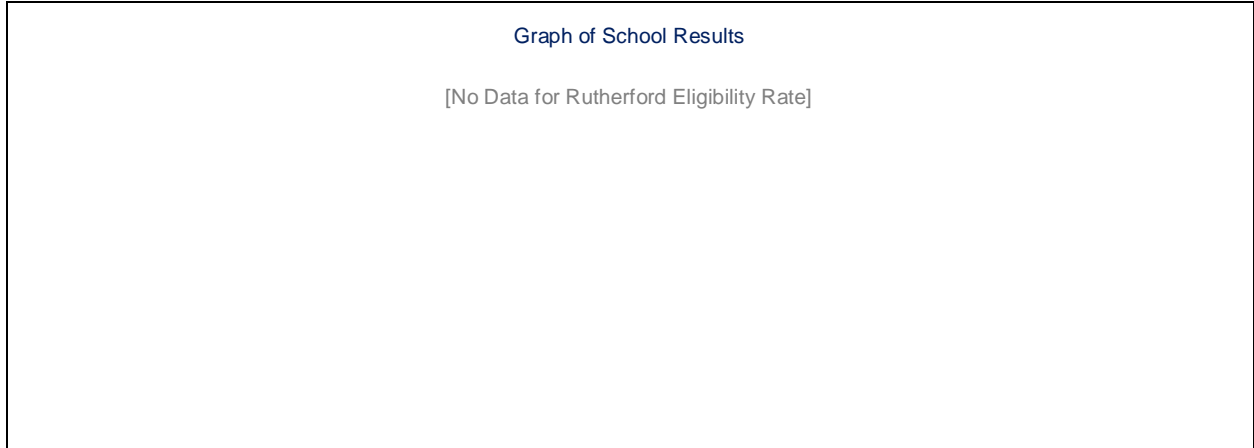 Graph of School Results
[No Data for Rutherford Eligibility Rate]